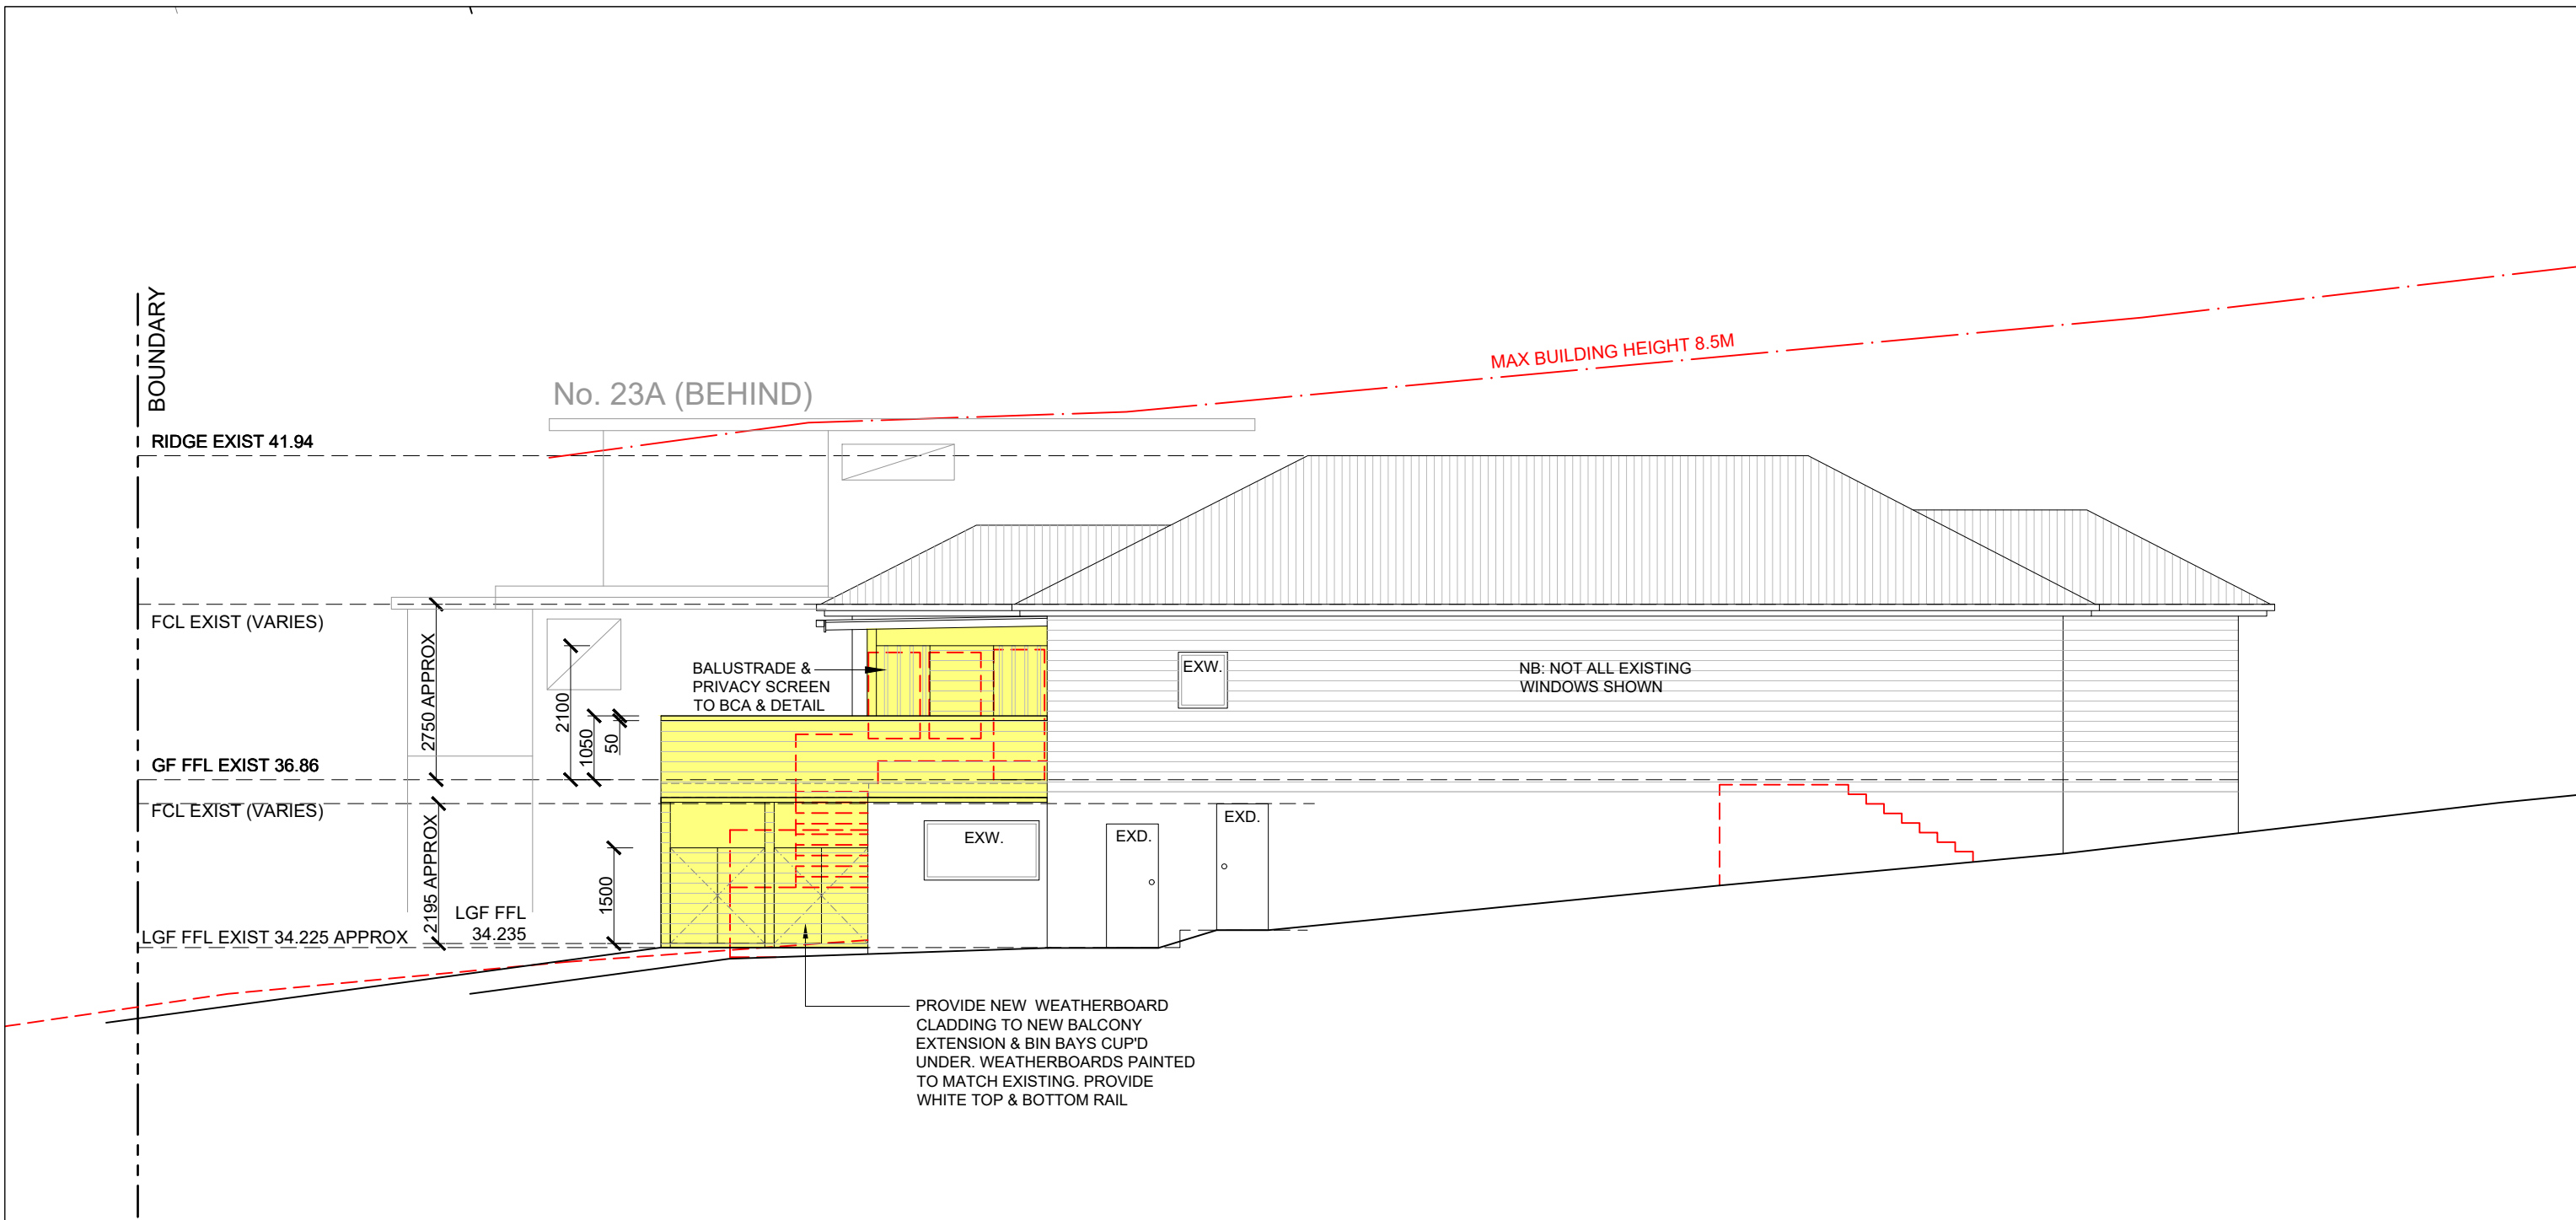 BOUNDARY
MAX BUILDING HEIGHT 8.5M
No. 23A (BEHIND)
RIDGE EXIST 41.94
FCL EXIST (VARIES)
2750 APPROX
2100
1050
50
BALUSTRADE &
PRIVACY SCREEN
TO BCA & DETAIL
EXW.
NB: NOT ALL EXISTING
WINDOWS SHOWN
GF FFL EXIST 36.86
FCL EXIST (VARIES)
2195 APPROX
1500
EXW.
EXD.
EXD.
LGF FFL
34.235
LGF FFL EXIST 34.225 APPROX
PROVIDE NEW WEATHERBOARD
CLADDING TO NEW BALCONY
EXTENSION & BIN BAYS CUP'D
UNDER. WEATHERBOARDS PAINTED
TO MATCH EXISTING. PROVIDE
WHITE TOP & BOTTOM RAIL